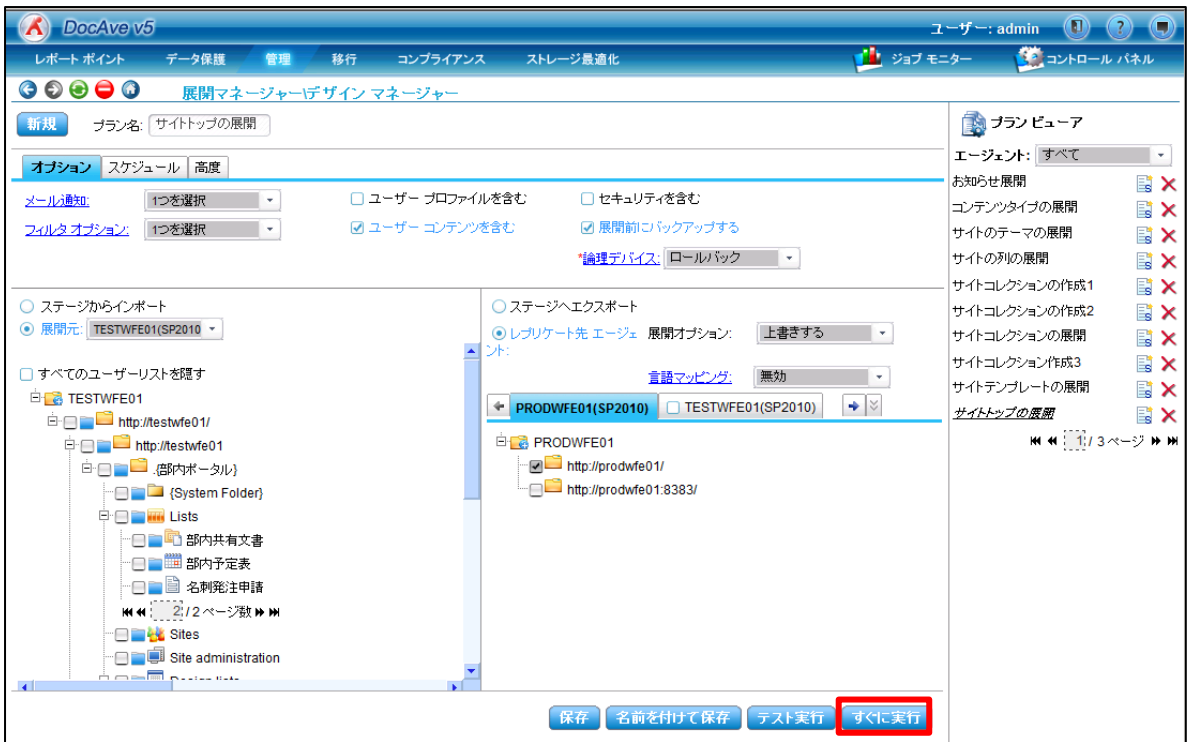 DocAve v5
ユーザー: admin
レポート ポイント データ保護 管理 移行 コンプライアンス ストレージ最適化 ジョブ モニター コントロール パネル
展開マネージャー\デザイン マネージャー
新規 プラン名: サイトトップの展開
オプション スケジュール 高度
メール通知: 1つを選択 ユーザー プロファイルを含む セキュリティを含む
フィルタ オプション: 1つを選択 ユーザー コンテンツを含む 展開前にバックアップする
*論理デバイス: ロールバック
ステージからインポート
展開元: TESTWFE01(SP2010
すべてのユーザーリストを隠す
TESTWFE01
http://testwfe01/
http://testwfe01
.{部内ポータル}
{System Folder}
Lists
部内共有文書
部内予定表
名刺発注申請
2 / 2 ページ数
Sites
Site administration
Design lists
ステージへエクスポート
レプリケート先 エージェント: 展開オプション: 上書きする
言語マッピング: 無効
PRODWFE01(SP2010) TESTWFE01(SP2010)
PRODWFE01
http://prodwfe01/
http://prodwfe01:8383/
保存 名前を付けて保存 テスト実行 すぐに実行
プラン ビューア
エージェント: すべて
お知らせ展開
コンテンツタイプの展開
サイトのテーマの展開
サイトの列の展開
サイトコレクションの作成1
サイトコレクションの作成2
サイトコレクションの展開
サイトコレクション作成3
サイトテンプレートの展開
サイトトップの展開
1 / 3 ページ